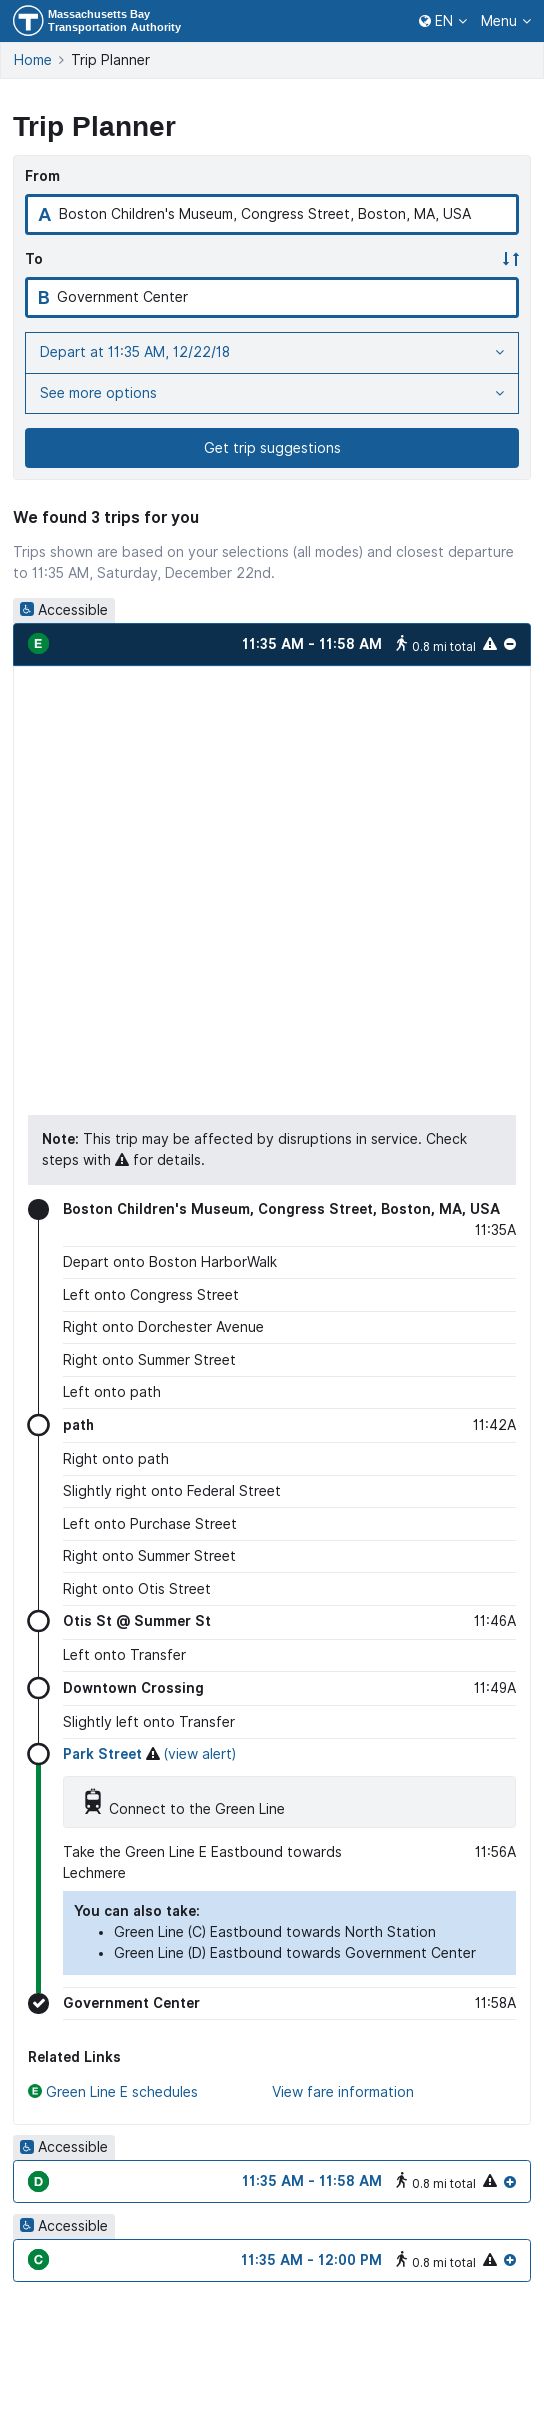 Massachusetts Bay
Transportation Authority
EN
Menu
Home
Trip Planner
Trip Planner
From
A Boston Children's Museum, Congress Street, Boston, MA, USA
To
B Government Center
Depart at 11:35 AM, 12/22/18
See more options
Get trip suggestions
We found 3 trips for you
Trips shown are based on your selections (all modes) and closest departure
to 11:35 AM, Saturday, December 22nd.
Accessible
E 11:35 AM - 11:58 AM 0.8 mi total
Note: This trip may be affected by disruptions in service. Check
steps with for details.
Boston Children's Museum, Congress Street, Boston, MA, USA
11:35A
Depart onto Boston HarborWalk
Left onto Congress Street
Right onto Dorchester Avenue
Right onto Summer Street
Left onto path
path 11:42A
Right onto path
Slightly right onto Federal Street
Left onto Purchase Street
Right onto Summer Street
Right onto Otis Street
Otis St @ Summer St 11:46A
Left onto Transfer
Downtown Crossing 11:49A
Slightly left onto Transfer
Park Street (view alert)
Connect to the Green Line
Take the Green Line E Eastbound towards 11:56A
Lechmere
You can also take:
• Green Line (C) Eastbound towards North Station
• Green Line (D) Eastbound towards Government Center
Government Center 11:58A
Related Links
E Green Line E schedules View fare information
Accessible
D 11:35 AM - 11:58 AM 0.8 mi total
Accessible
C 11:35 AM - 12:00 PM 0.8 mi total